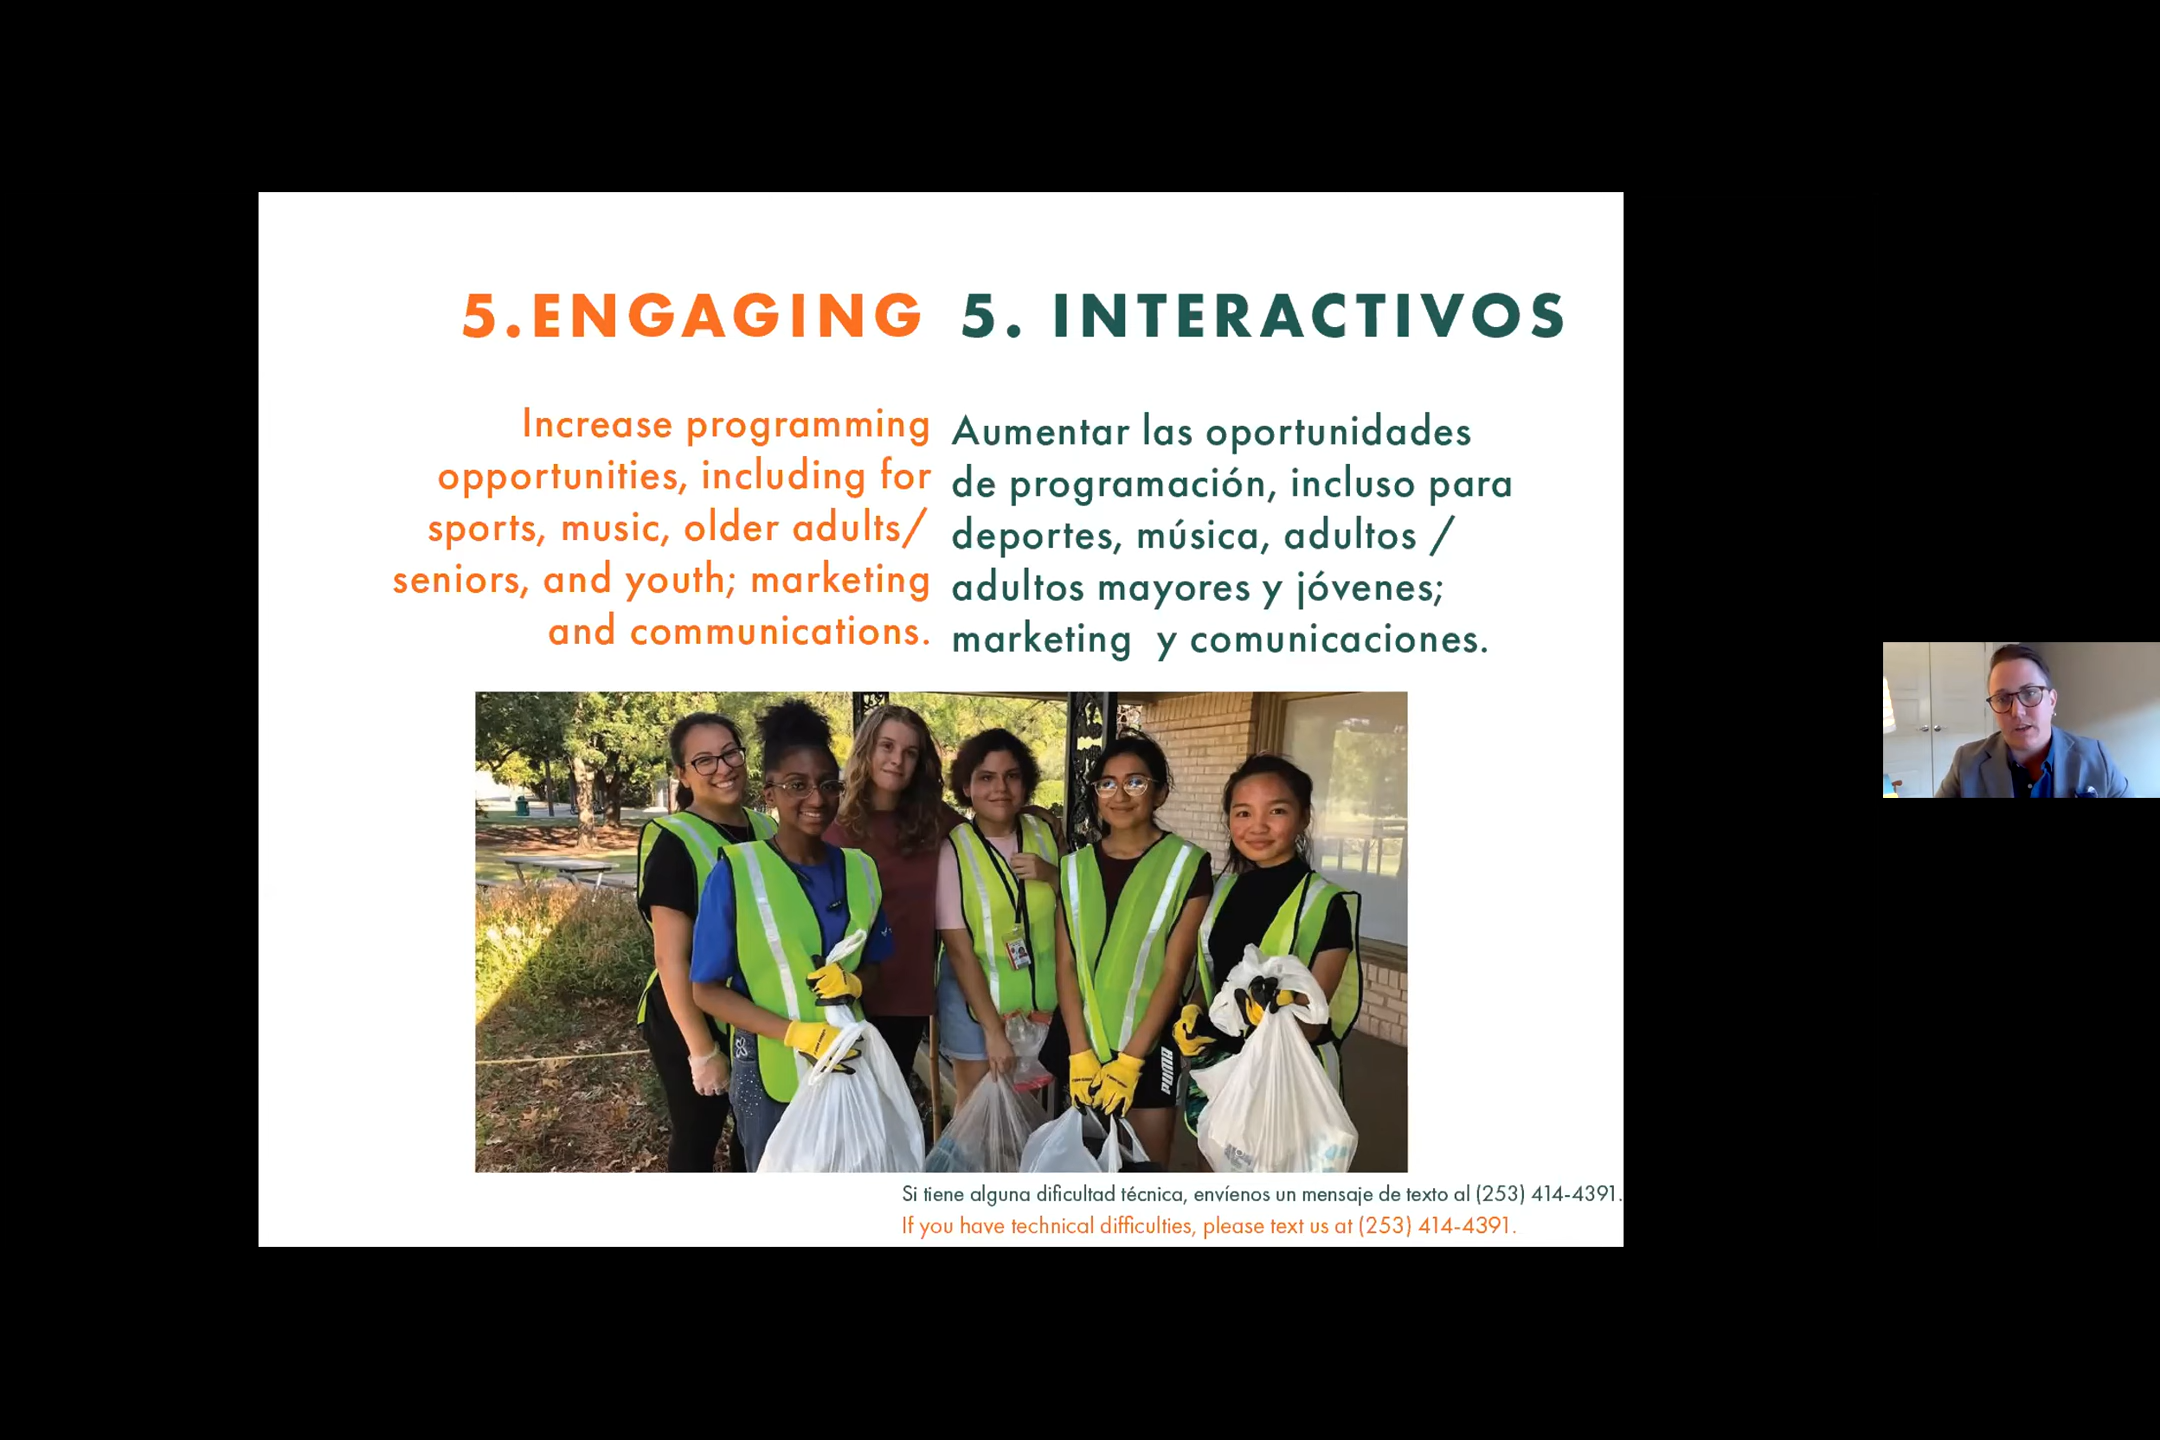 5.ENGAGING
Increase programming
opportunities, including for
sports, music, older adults/
seniors, and youth; marketing
and communications.
5. INTERACTIVOS
Aumentar las oportunidades
de programación, incluso para
deportes, música, adultos /
adultos mayores y jóvenes;
marketing  y comunicaciones.
Si tiene alguna dificultad técnica, envíenos un mensaje de texto al (253) 414-4391.
If you have technical difficulties, please text us at (253) 414-4391.